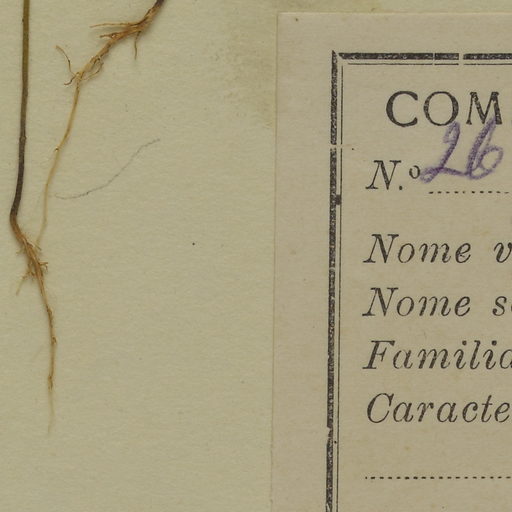 COM
N.º 26
Nome v
Nome s
Familia
Caracte